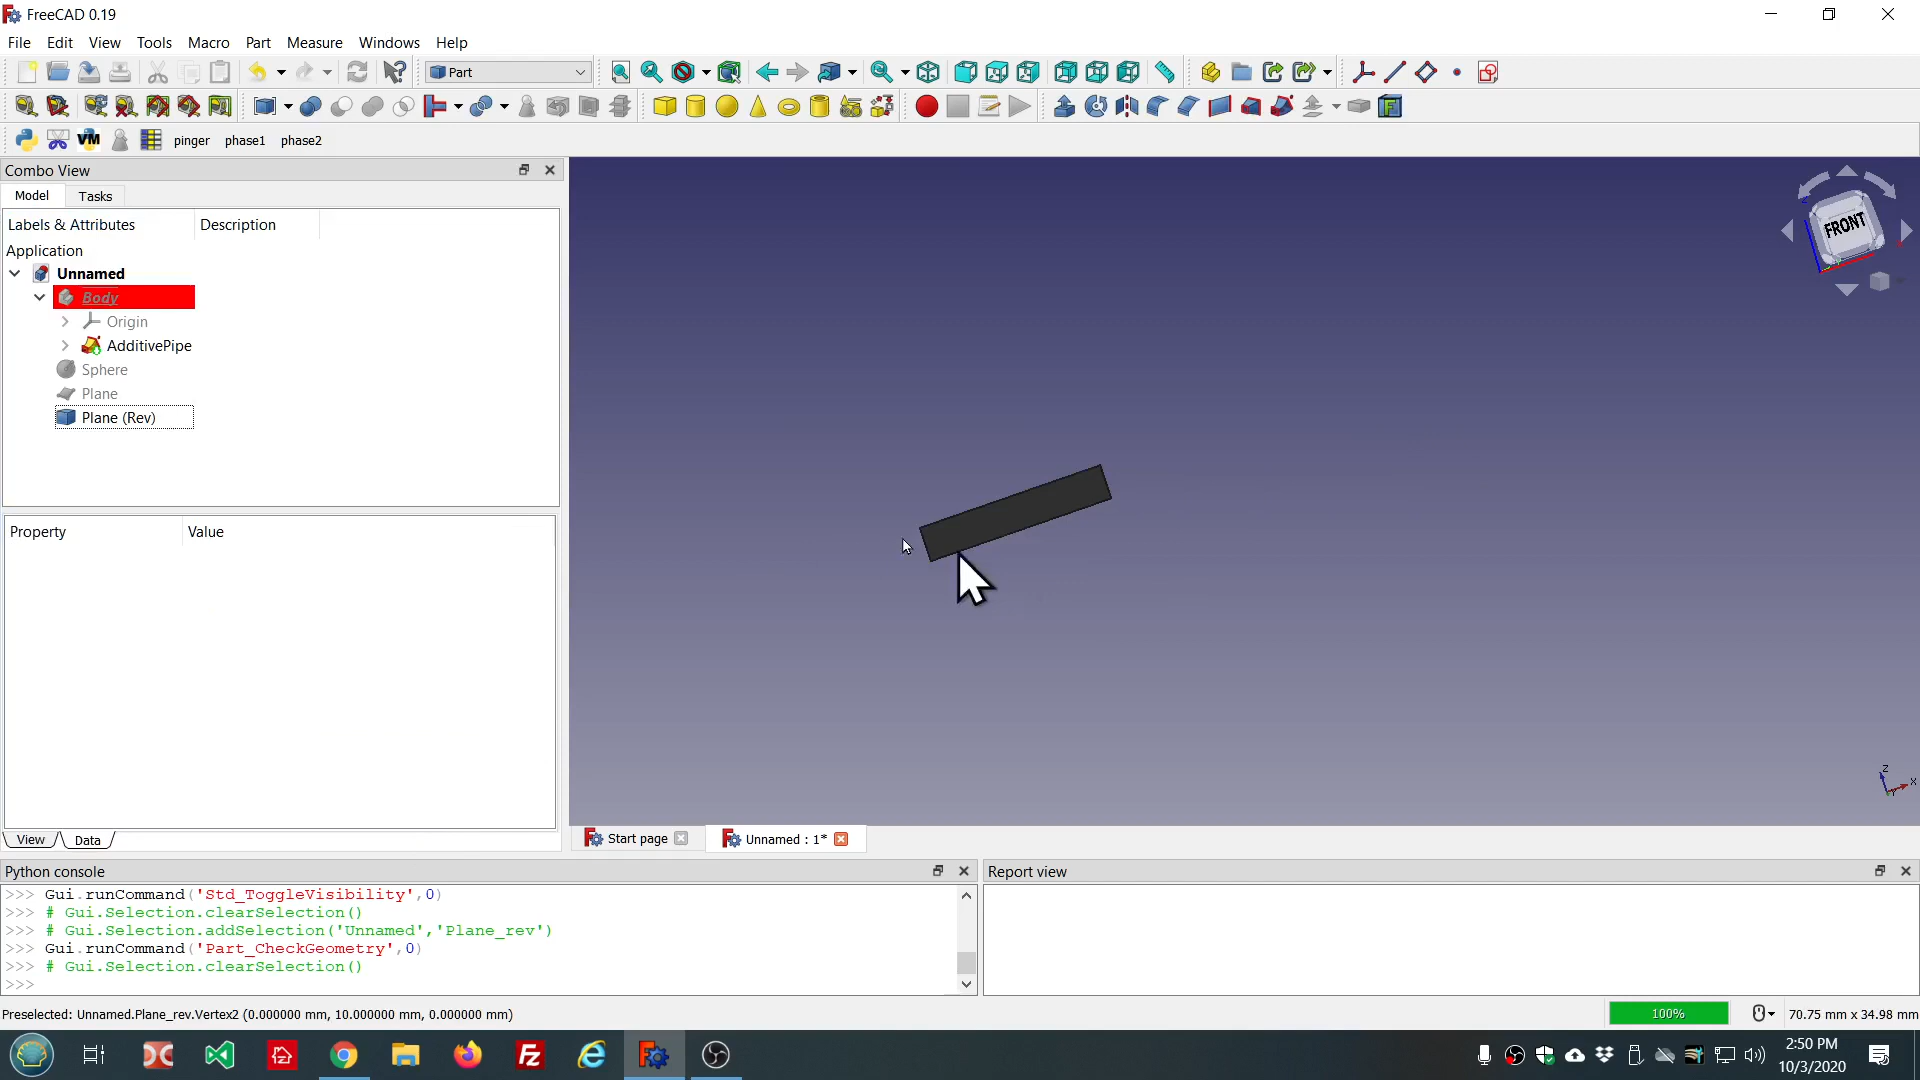 FreeCAD 0.19
File Edit View Tools Macro Part Measure Windows Help
Part
VM pinger phase1 phase2
Combo View
Model Tasks
Labels & Attributes Description
Application
Unnamed
Body
Origin
AdditivePipe
Sphere
Plane
Plane (Rev)
Property Value
View Data
FRONT
Z
X
Start page Unnamed : 1*
Python console
>>> Gui.runCommand('Std_ToggleVisibility',0)
>>> # Gui.Selection.clearSelection()
>>> # Gui.Selection.addSelection('Unnamed','Plane_rev')
>>> Gui.runCommand('Part_CheckGeometry',0)
>>> # Gui.Selection.clearSelection()
>>>
Report view
Preselected: Unnamed.Plane_rev.Vertex2 (0.000000 mm, 10.000000 mm, 0.000000 mm)
100%
70.75 mm x 34.98 mm
2:50 PM
10/3/2020